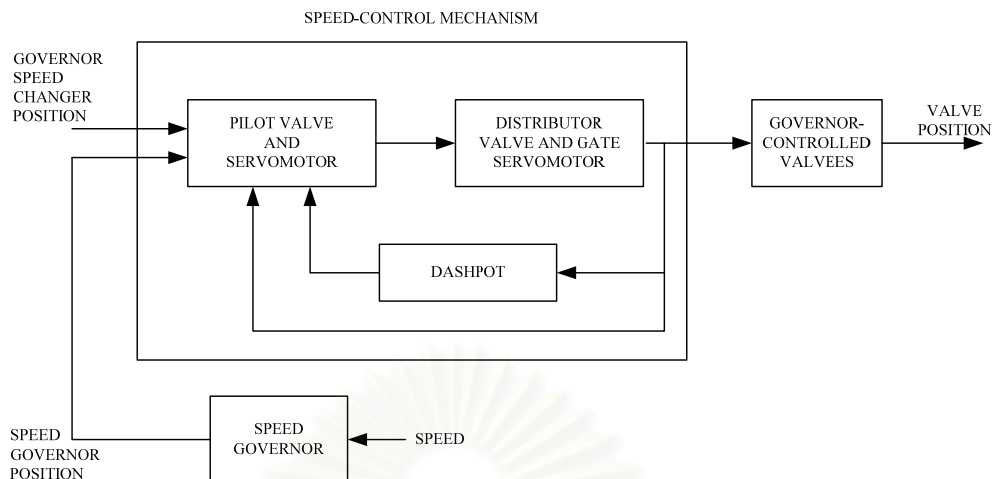 SPEED-CONTROL MECHANISM
GOVERNOR
SPEED
CHANGER
POSITION
PILOT VALVE
AND
SERVOMOTOR
DISTRIBUTOR
VALVE AND GATE
SERVOMOTOR
GOVERNOR-
CONTROLLED
VALVEES
VALVE
POSITION
DASHPOT
SPEED
GOVERNOR
POSITION
SPEED
GOVERNOR
SPEED